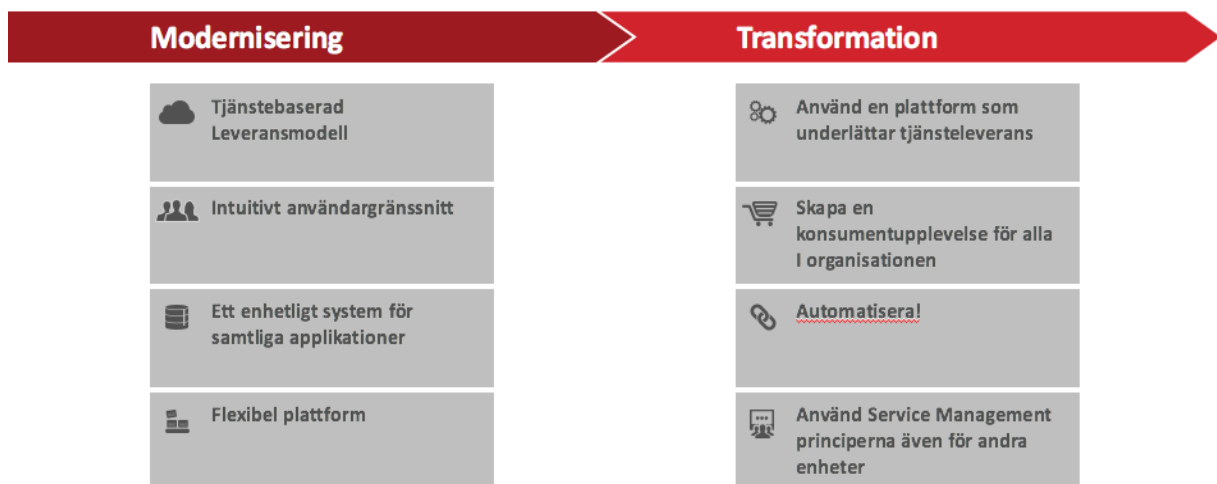 Modernisering
Transformation
Tjänstebaserad
Leveransmodell
Intuitivt användargränssnitt
Ett enhetligt system för
samtliga applikationer
Flexibel plattform
Använd en plattform som
underlättar tjänsteleverans
Skapa en
konsumentupplevelse för alla
I organisationen
Automatisera!
Använd Service Management
principerna även för andra
enheter